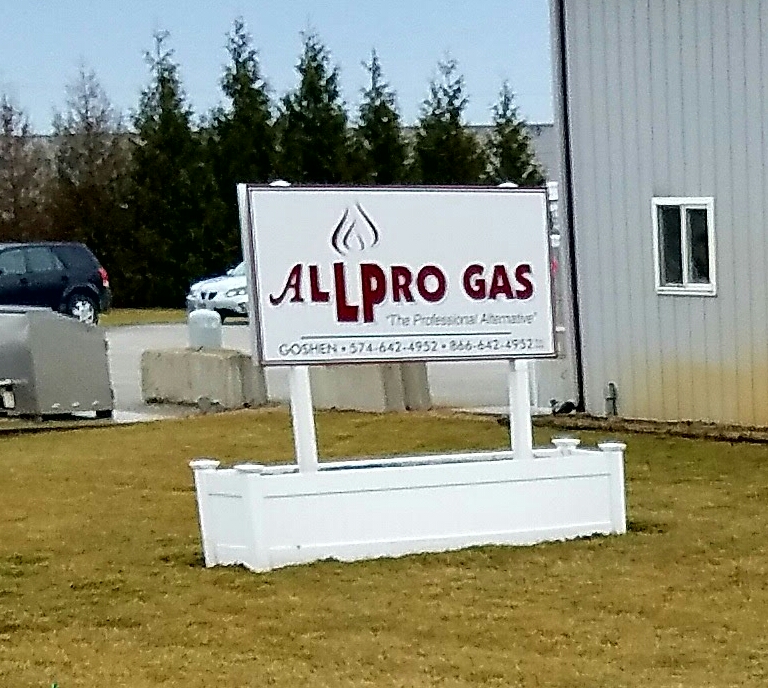 ALLPRO GAS
"The Professional Alternative"
GOSHEN • 574-642-4952 • 866-642-4952